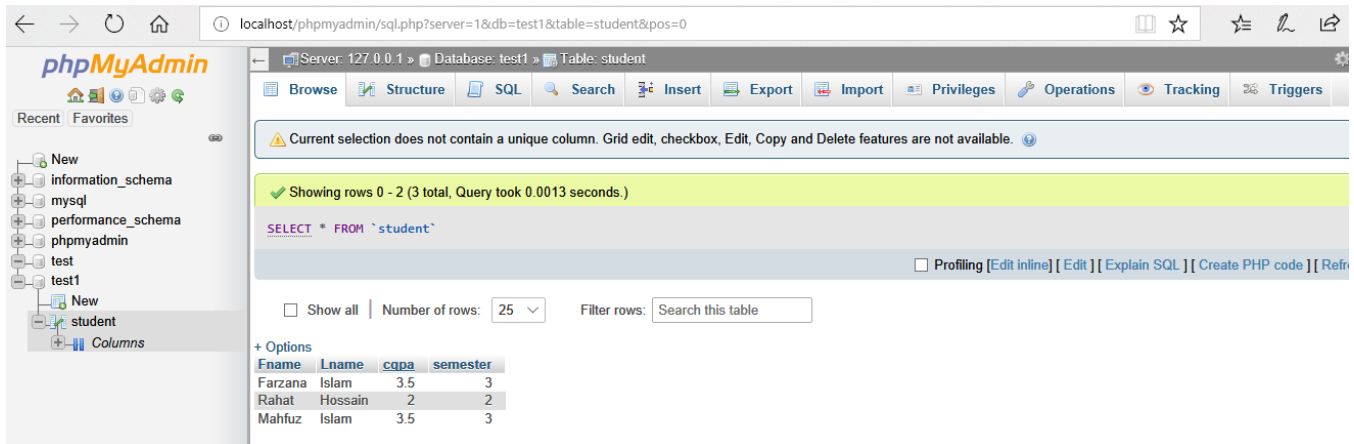 localhost/phpmyadmin/sql.php?server=1&db=test1&table=student&pos=0
phpMyAdmin
Server: 127.0.0.1 » Database: test1 » Table: student
Browse Structure SQL Search Insert Export Import Privileges Operations Tracking Triggers
Recent Favorites
New
information_schema
mysql
performance_schema
phpmyadmin
test
test1
New
student
Columns
Current selection does not contain a unique column. Grid edit, checkbox, Edit, Copy and Delete features are not available.
Showing rows 0 - 2 (3 total, Query took 0.0013 seconds.)
SELECT * FROM `student`
Profiling [Edit inline] [ Edit ] [ Explain SQL ] [ Create PHP code ] [ Refre
Show all Number of rows: 25 Filter rows: Search this table
+ Options
Fname Lname cgpa semester
Farzana Islam 3.5 3
Rahat Hossain 2 2
Mahfuz Islam 3.5 3